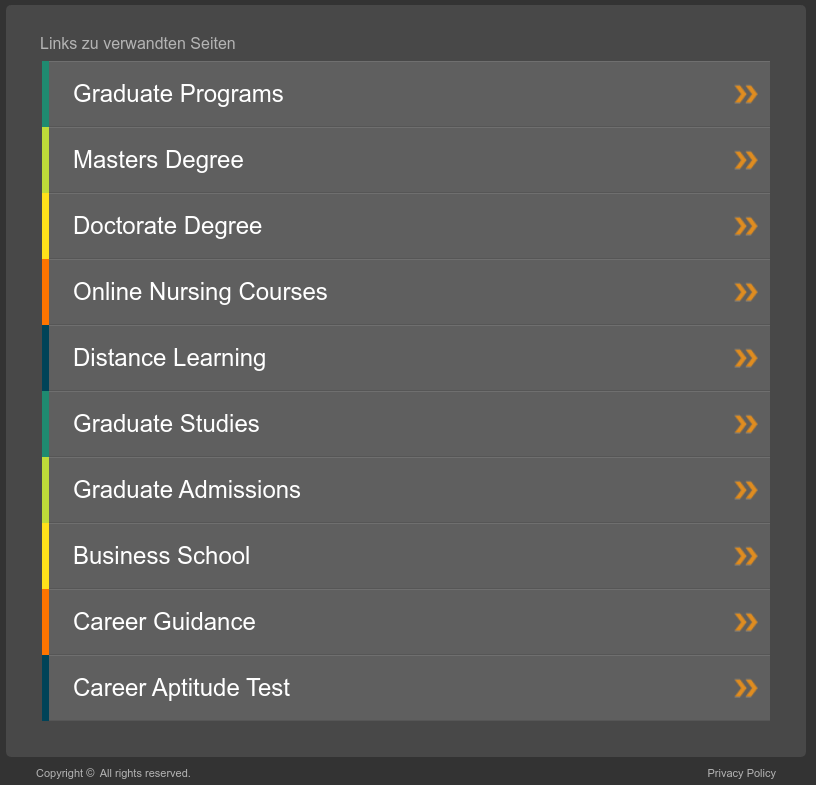 Links zu verwandten Seiten
Graduate Programs
Masters Degree
Doctorate Degree
Online Nursing Courses
Distance Learning
Graduate Studies
Graduate Admissions
Business School
Career Guidance
Career Aptitude Test
Copyright © All rights reserved.
Privacy Policy